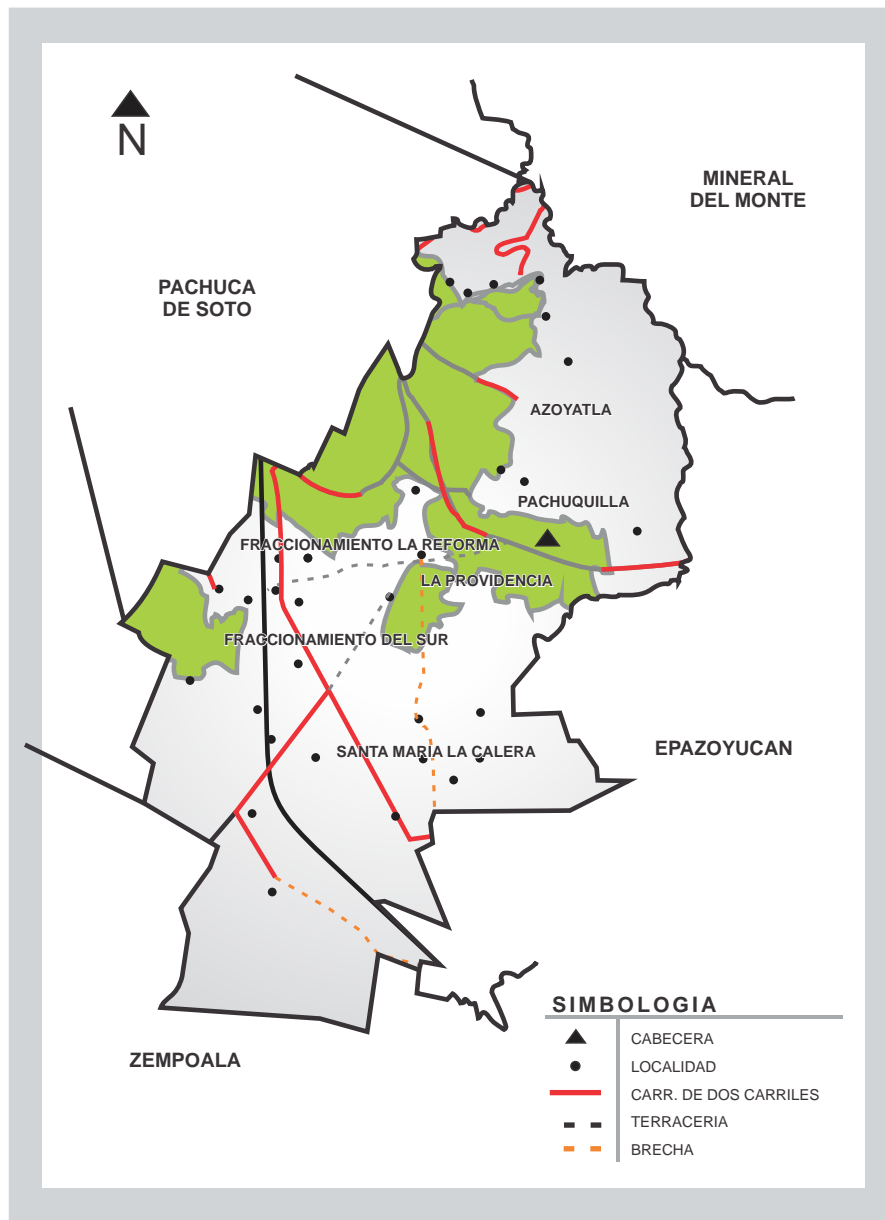 N
MINERAL
DEL MONTE
PACHUCA
DE SOTO
AZOYATLA
PACHUQUILLA
FRACCIONAMIENTO LA REFORMA
LA PROVIDENCIA
FRACCIONAMIENTO DEL SUR
SANTA MARIA LA CALERA
EPAZOYUCAN
ZEMPOALA
SIMBOLOGIA
CABECERA
LOCALIDAD
CARR. DE DOS CARRILES
TERRACERIA
BRECHA